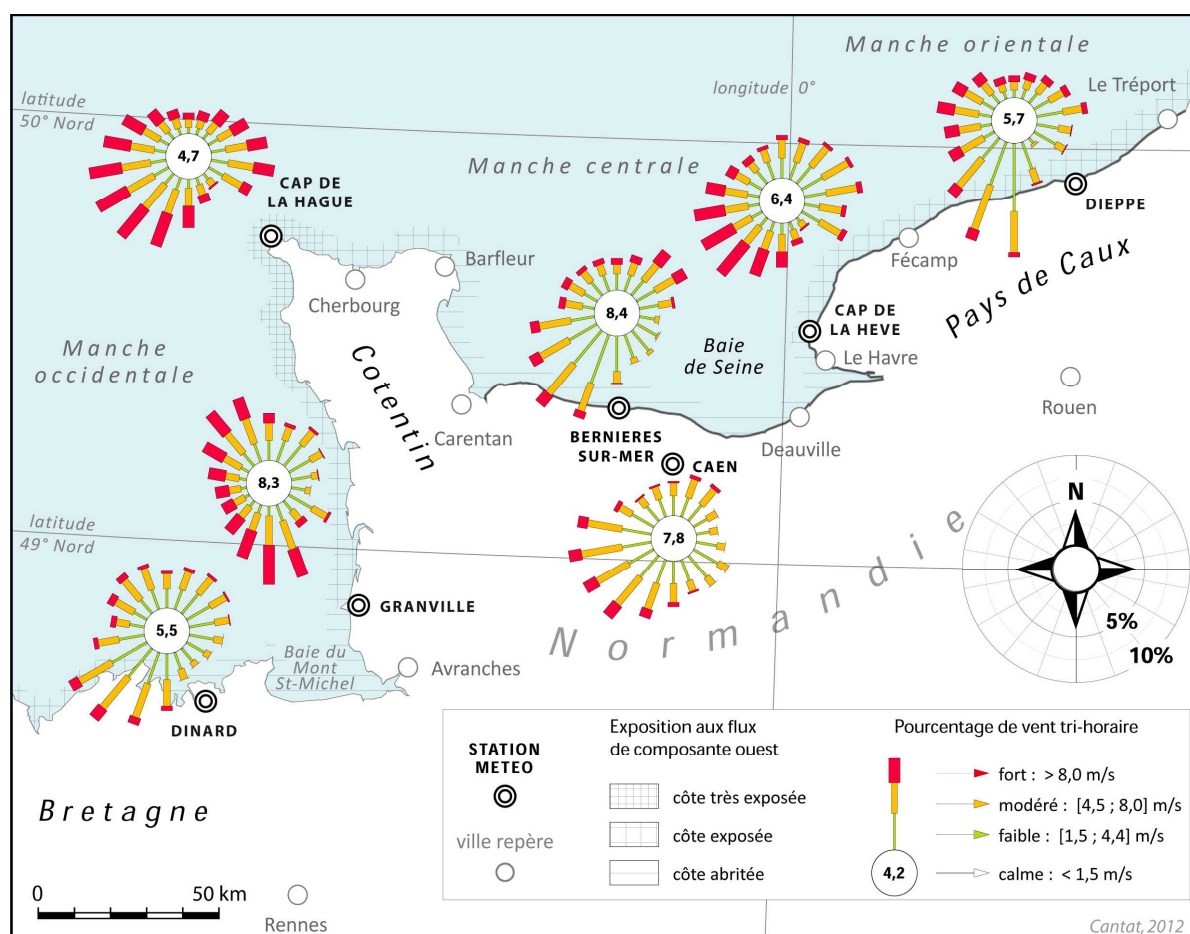 Manche orientale
Le Tréport
longitude 0°
latitude
50° Nord
4,7
5,7
Manche centrale
6,4
CAP DE
LA HAGUE
DIEPPE
Barfleur
Fécamp
Cherbourg
8,4
Pays de Caux
CAP DE
LA HEVE
Manche
occidentale
Baie
de Seine
Le Havre
Cotentin
Rouen
Carentan
BERNIERES
SUR-MER
Deauville
CAEN
8,3
N
latitude
49° Nord
7,8
Normandie
GRANVILLE
5%
10%
5,5
Baie du
Mont
St-Michel
Avranches
DINARD
STATION
METEO
ville repère
Exposition aux flux
de composante ouest
côte très exposée
côte exposée
côte abritée
Pourcentage de vent tri-horaire
fort : > 8,0 m/s
modéré : [4,5 ; 8,0] m/s
faible : [1,5 ; 4,4] m/s
4,2
calme : < 1,5 m/s
Bretagne
0 50 km
Rennes
Cantat, 2012